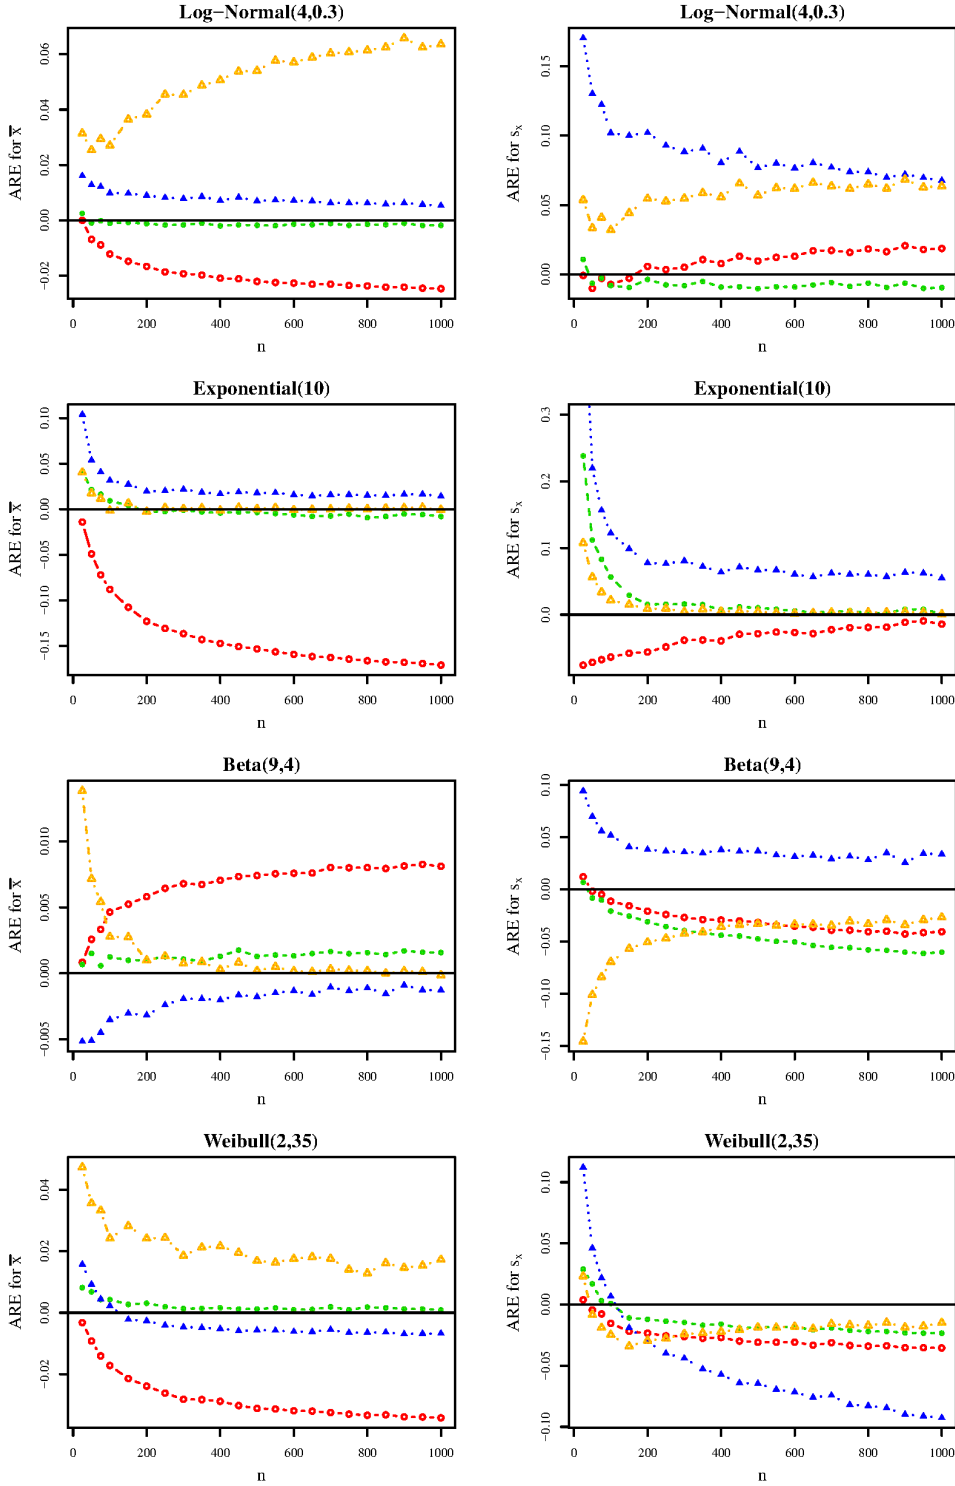 Log−Normal(4,0.3)
ARE for x̄
0.06
0.04
0.02
0.00
−0.02
0 200 400 600 800 1000
n
Log−Normal(4,0.3)
ARE for sₓ
0.15
0.10
0.05
0.00
0 200 400 600 800 1000
n
Exponential(10)
ARE for x̄
0.10
0.05
0.00
−0.05
−0.10
−0.15
0 200 400 600 800 1000
n
Exponential(10)
ARE for sₓ
0.3
0.2
0.1
0.0
0 200 400 600 800 1000
n
Beta(9,4)
ARE for x̄
0.010
0.005
0.000
−0.005
0 200 400 600 800 1000
n
Beta(9,4)
ARE for sₓ
0.10
0.05
0.00
−0.05
−0.10
−0.15
0 200 400 600 800 1000
n
Weibull(2,35)
ARE for x̄
0.04
0.02
0.00
−0.02
0 200 400 600 800 1000
n
Weibull(2,35)
ARE for sₓ
0.10
0.05
0.00
−0.05
−0.10
0 200 400 600 800 1000
n